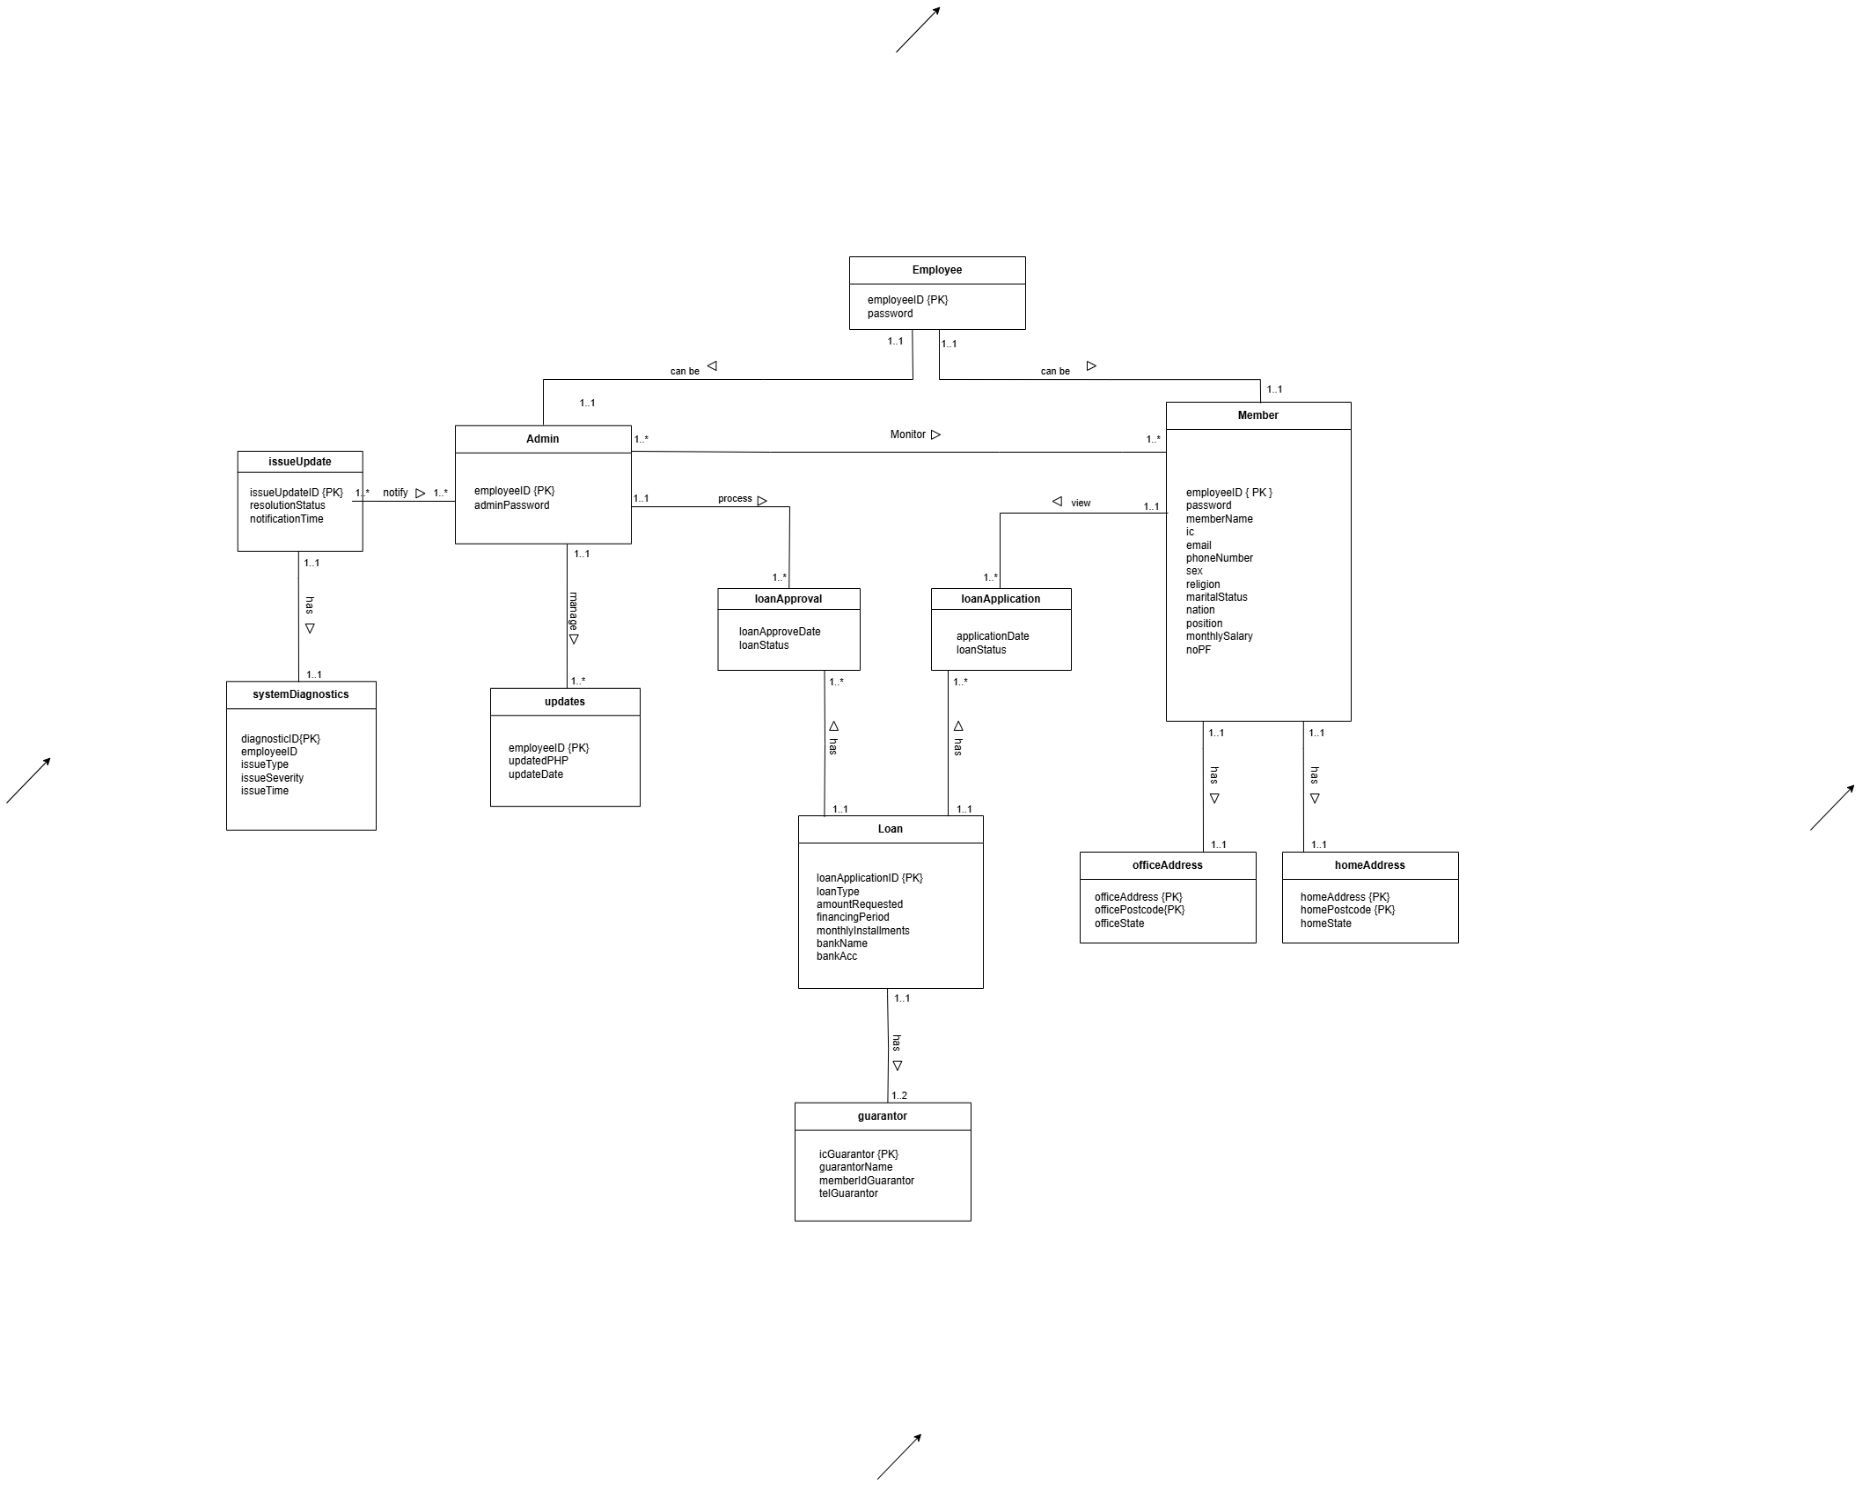 Employee
employeeID {PK}
password
1..1
1..1
can be
can be
1..1
1..1
Admin
employeeID {PK}
adminPassword
1..*
Monitor
1..*
Member
employeeID { PK }
password
memberName
ic
email
phoneNumber
sex
religion
maritalStatus
nation
position
monthlySalary
noPF
issueUpdate
issueUpdateID {PK}
resolutionStatus
notificationTime
1..*
notify
1..*
1..1
process
1..*
view
1..1
1..*
1..1
has
1..1
1..1
manage
1..*
loanApproval
loanApproveDate
loanStatus
loanApplication
applicationDate
loanStatus
systemDiagnostics
diagnosticID{PK}
employeeID
issueType
issueSeverity
issueTime
updates
employeeID {PK}
updatedPHP
updateDate
1..*
has
1..1
1..*
has
1..1
1..1
has
1..1
1..1
has
1..1
Loan
loanApplicationID {PK}
loanType
amountRequested
financingPeriod
monthlyInstallments
bankName
bankAcc
officeAddress
officeAddress {PK}
officePostcode{PK}
officeState
homeAddress
homeAddress {PK}
homePostcode {PK}
homeState
1..1
has
1..2
guarantor
icGuarantor {PK}
guarantorName
memberIdGuarantor
telGuarantor